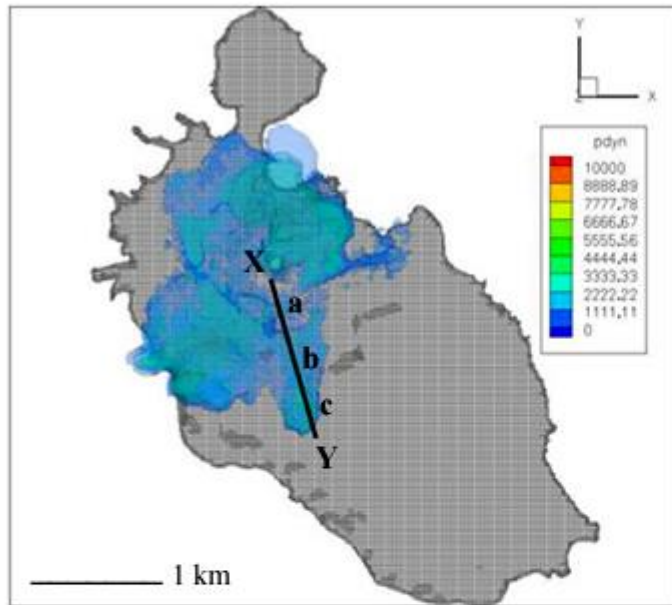 Y
Z
X
pdyn
10000
8888.89
7777.78
6666.67
5555.56
4444.44
3333.33
2222.22
1111.11
0
X
a
b
c
Y
1 km